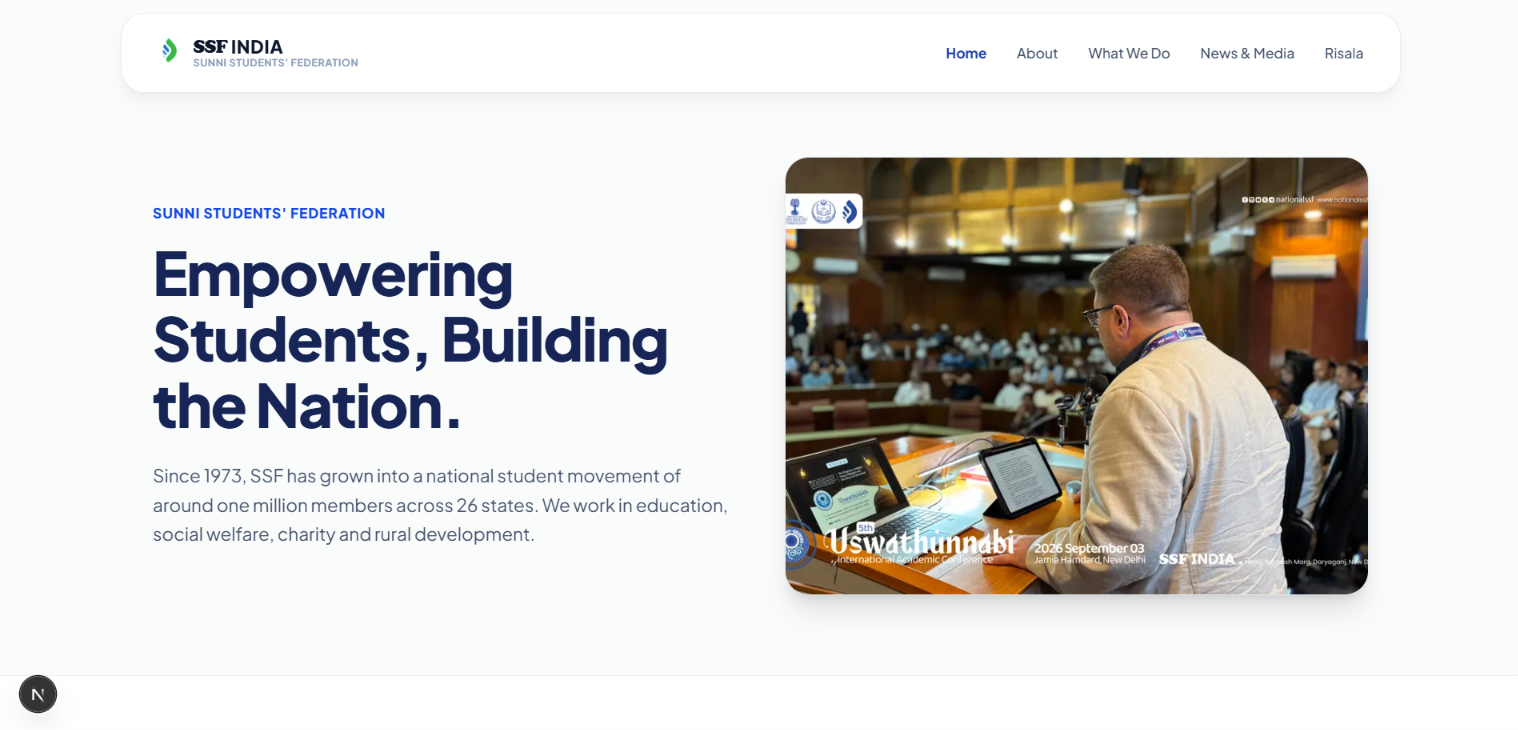 SSF INDIA
SUNNI STUDENTS' FEDERATION
Home
About
What We Do
News & Media
Risala
SUNNI STUDENTS' FEDERATION
Empowering
Students, Building
the Nation.
Since 1973, SSF has grown into a national student movement of
around one million members across 26 states. We work in education,
social welfare, charity and rural development.
nationalssf
5th
Uswathunnabi
International Academic Conference
2026 September 03
Jamia Hamdard, New Delhi
SSF INDIA
N